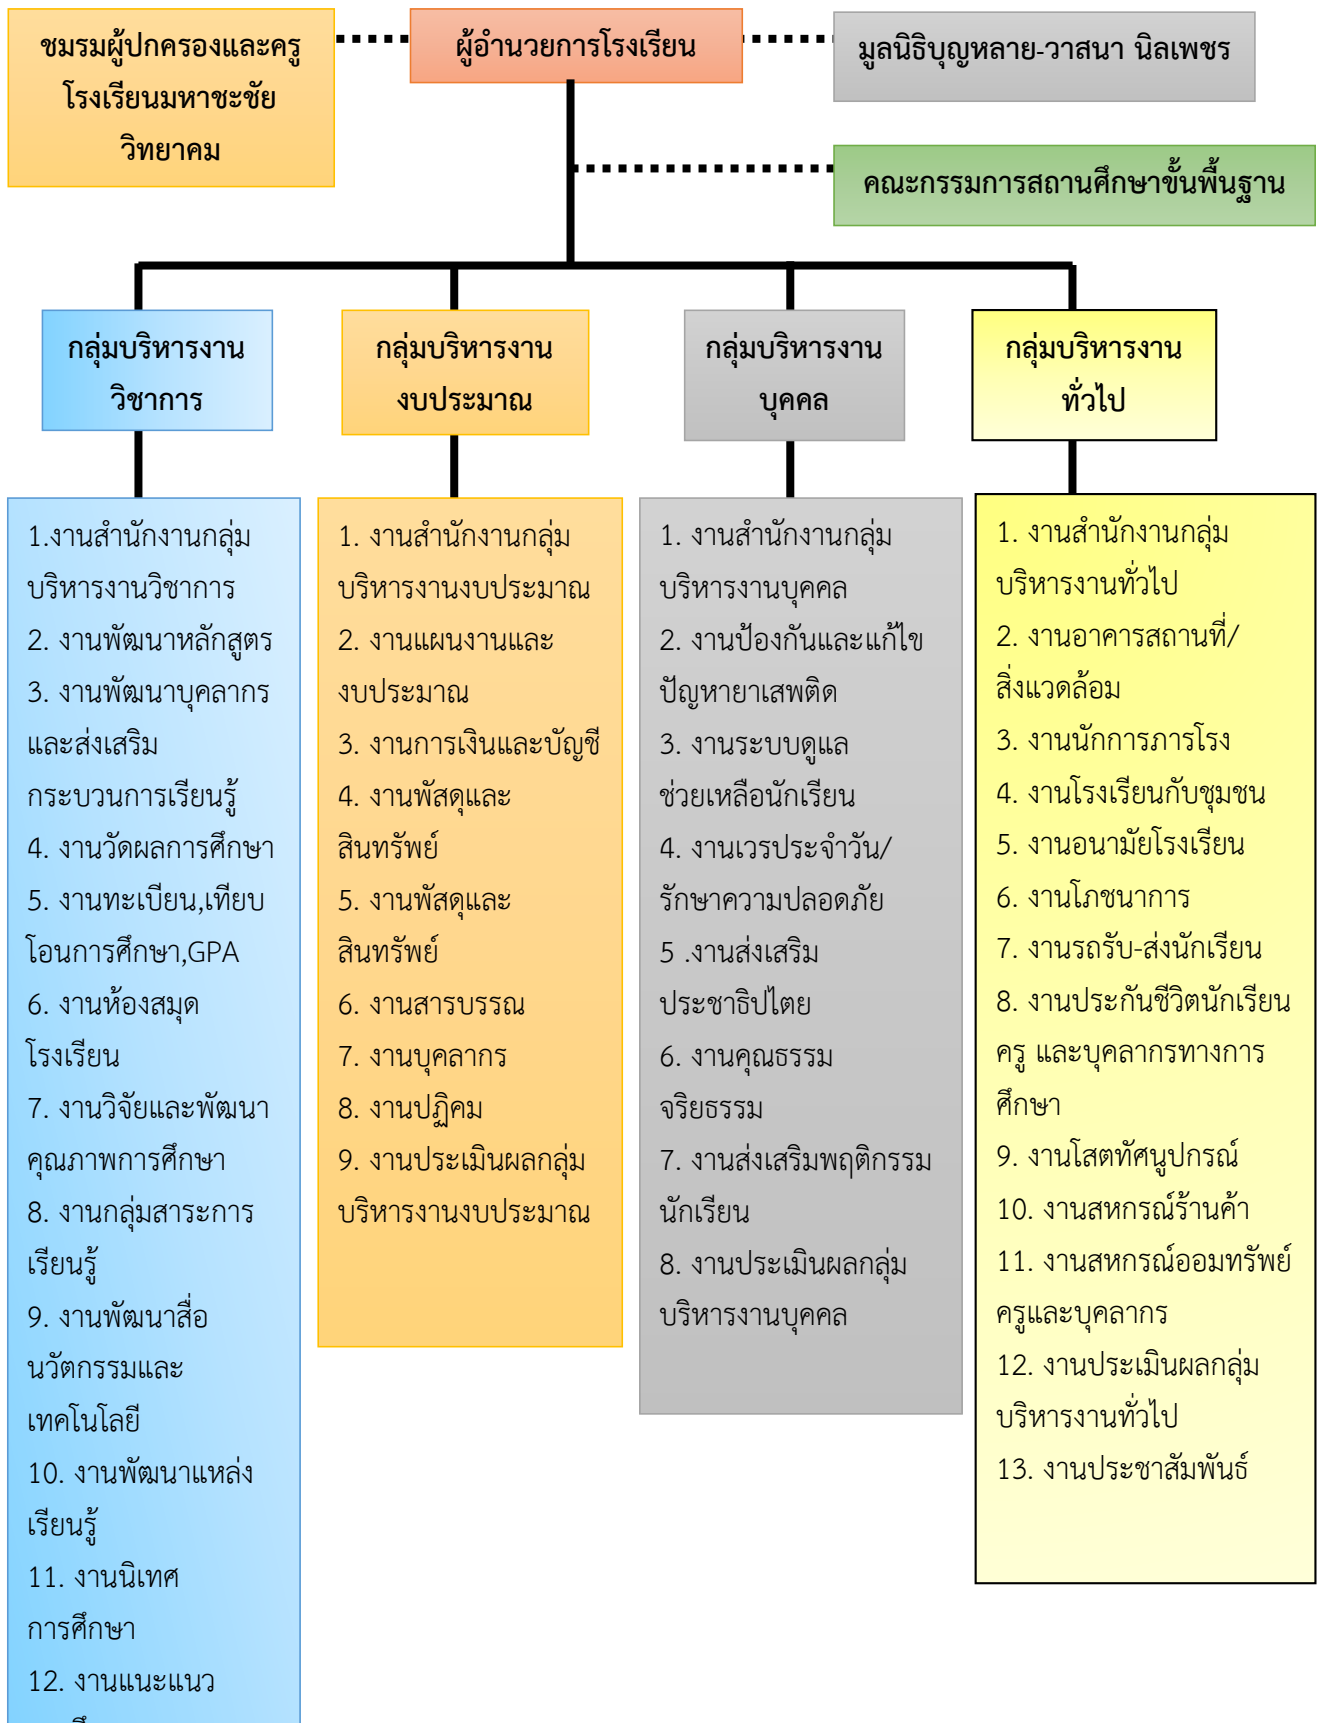 ชมรมผู้ปกครองและครู
โรงเรียนมหาชะชัย
วิทยาคม
ผู้อำนวยการโรงเรียน
มูลนิธิบุญหลาย-วาสนา นิลเพชร
คณะกรรมการสถานศึกษาขั้นพื้นฐาน
กลุ่มบริหารงาน
วิชาการ
กลุ่มบริหารงาน
งบประมาณ
กลุ่มบริหารงาน
บุคคล
กลุ่มบริหารงาน
ทั่วไป
1.งานสำนักงานกลุ่ม
บริหารงานวิชาการ
2. งานพัฒนาหลักสูตร
3. งานพัฒนาบุคลากร
และส่งเสริม
กระบวนการเรียนรู้
4. งานวัดผลการศึกษา
5. งานทะเบียน,เทียบ
โอนการศึกษา,GPA
6. งานห้องสมุด
โรงเรียน
7. งานวิจัยและพัฒนา
คุณภาพการศึกษา
8. งานกลุ่มสาระการ
เรียนรู้
9. งานพัฒนาสื่อ
นวัตกรรมและ
เทคโนโลยี
10. งานพัฒนาแหล่ง
เรียนรู้
11. งานนิเทศ
การศึกษา
12. งานแนะแนว
1. งานสำนักงานกลุ่ม
บริหารงานงบประมาณ
2. งานแผนงานและ
งบประมาณ
3. งานการเงินและบัญชี
4. งานพัสดุและ
สินทรัพย์
5. งานพัสดุและ
สินทรัพย์
6. งานสารบรรณ
7. งานบุคลากร
8. งานปฏิคม
9. งานประเมินผลกลุ่ม
บริหารงานงบประมาณ
1. งานสำนักงานกลุ่ม
บริหารงานบุคคล
2. งานป้องกันและแก้ไข
ปัญหายาเสพติด
3. งานระบบดูแล
ช่วยเหลือนักเรียน
4. งานเวรประจำวัน/
รักษาความปลอดภัย
5 .งานส่งเสริม
ประชาธิปไตย
6. งานคุณธรรม
จริยธรรม
7. งานส่งเสริมพฤติกรรม
นักเรียน
8. งานประเมินผลกลุ่ม
บริหารงานบุคคล
1. งานสำนักงานกลุ่ม
บริหารงานทั่วไป
2. งานอาคารสถานที่/
สิ่งแวดล้อม
3. งานนักการภารโรง
4. งานโรงเรียนกับชุมชน
5. งานอนามัยโรงเรียน
6. งานโภชนาการ
7. งานรถรับ-ส่งนักเรียน
8. งานประกันชีวิตนักเรียน
ครู และบุคลากรทางการ
ศึกษา
9. งานโสตทัศนูปกรณ์
10. งานสหกรณ์ร้านค้า
11. งานสหกรณ์ออมทรัพย์
ครูและบุคลากร
12. งานประเมินผลกลุ่ม
บริหารงานทั่วไป
13. งานประชาสัมพันธ์